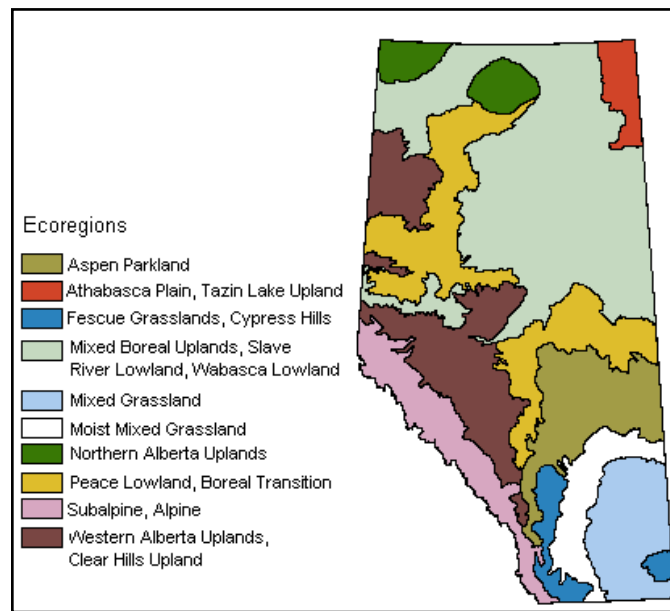 Ecoregions
Aspen Parkland
Athabasca Plain, Tazin Lake Upland
Fescue Grasslands, Cypress Hills
Mixed Boreal Uplands, Slave
River Lowland, Wabasca Lowland
Mixed Grassland
Moist Mixed Grassland
Northern Alberta Uplands
Peace Lowland, Boreal Transition
Subalpine, Alpine
Western Alberta Uplands,
Clear Hills Upland